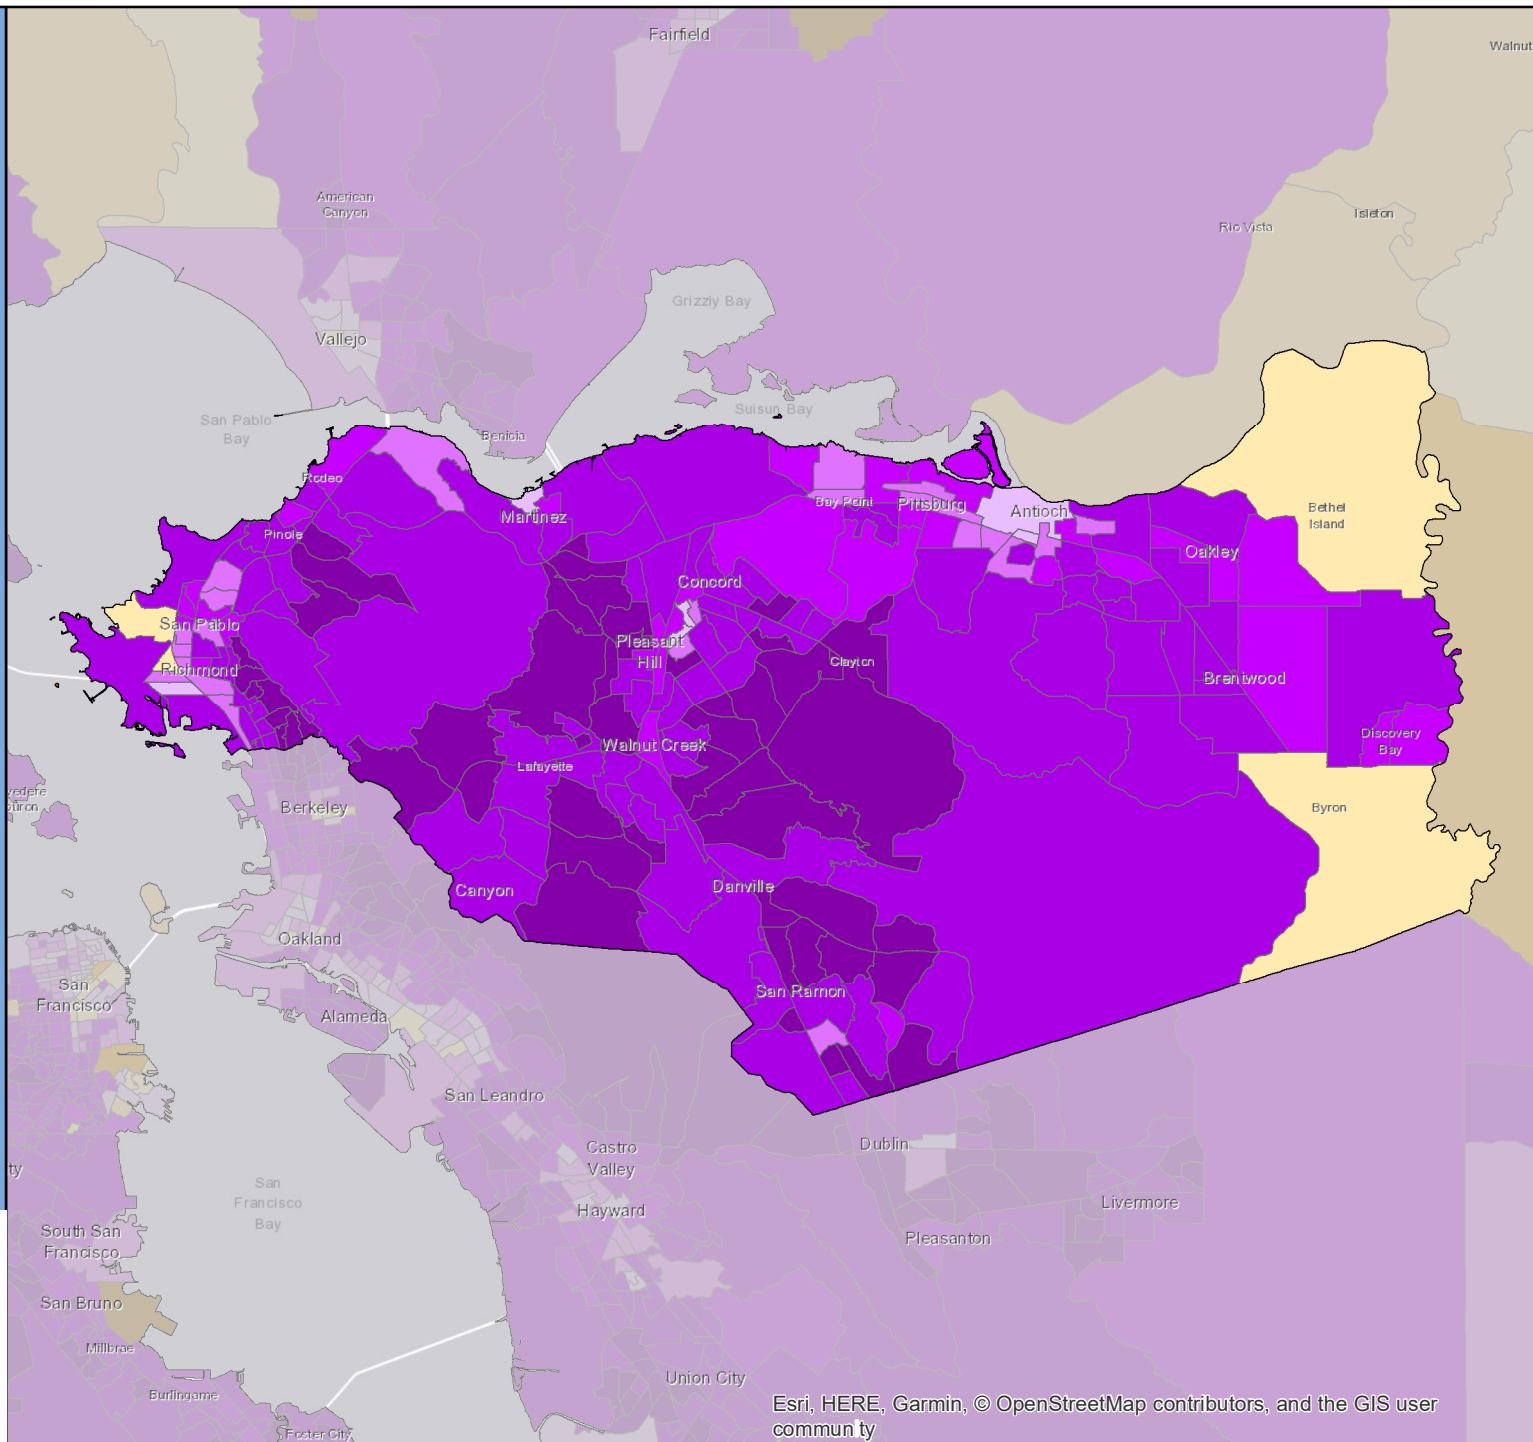 Fairfield
Walnut
American
Canyon
Isleton
Rio Vista
Grizzly Bay
Vallejo
San Pablo
Bay
Suisun Bay
Benicia
Rodeo
Martinez
Bay Point
Pittsburg
Antioch
Bethel
Island
Pinole
Oakley
Concord
San Pablo
Pleasant
Hill
Richmond
Clayton
Brentwood
Walnut Creek
Discovery
Bay
Lafayette
vedere
Berkeley
Byron
Canyon
Danville
Oakland
San
Francisco
San Ramon
Alameda
San Leandro
Castro
Valley
Dublin
ty
San
Francisco
Bay
Hayward
Livermore
South San
Francisco
Pleasanton
San Bruno
Millbrae
Union City
Burlingame
Foster City
Esri, HERE, Garmin, © OpenStreetMap contributors, and the GIS user
community